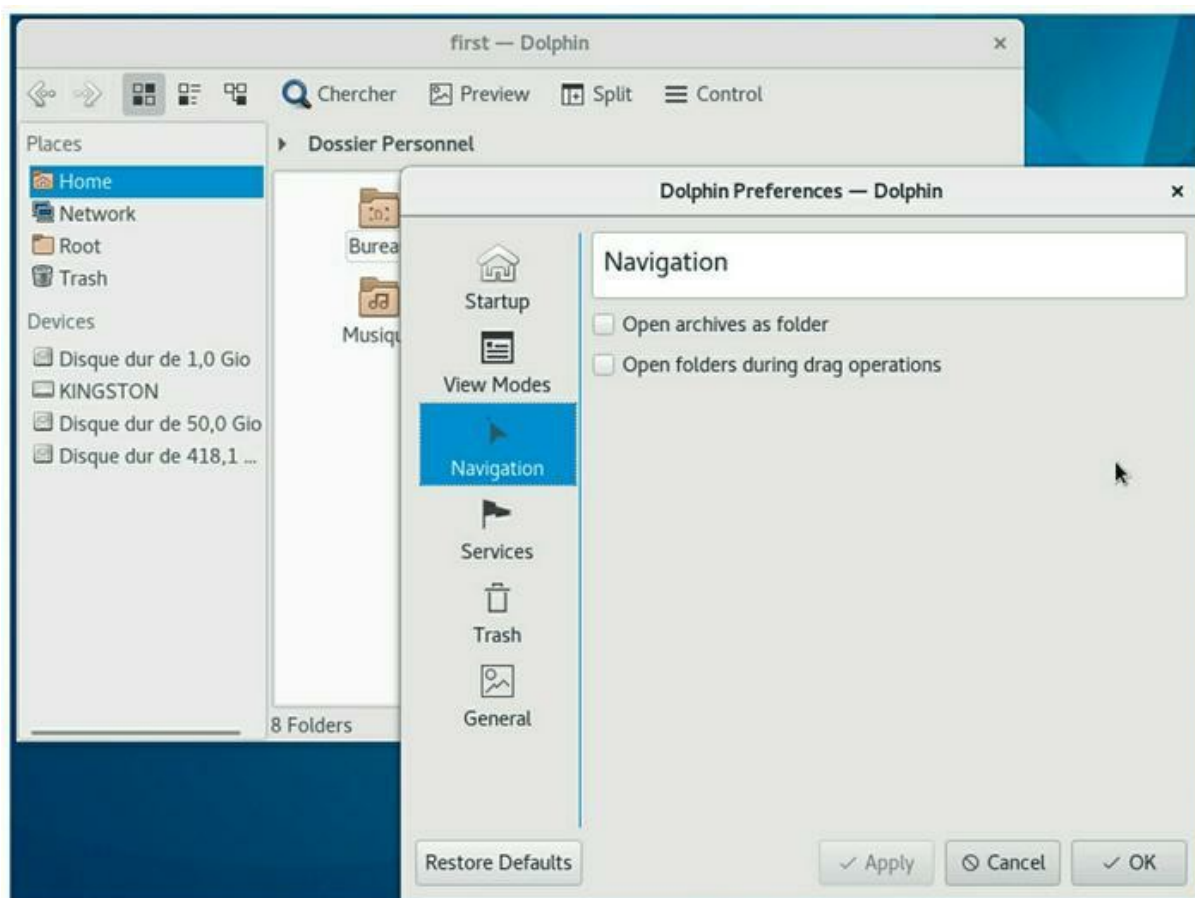 first — Dolphin
Chercher Preview Split Control
Places
Home
Network
Root
Trash
Devices
Disque dur de 1,0 Gio
KINGSTON
Disque dur de 50,0 Gio
Disque dur de 418,1 ...
Dossier Personnel
Burea
Musiqu
8 Folders
Dolphin Preferences — Dolphin
Startup
View Modes
Navigation
Services
Trash
General
Navigation
Open archives as folder
Open folders during drag operations
Restore Defaults
Apply Cancel OK